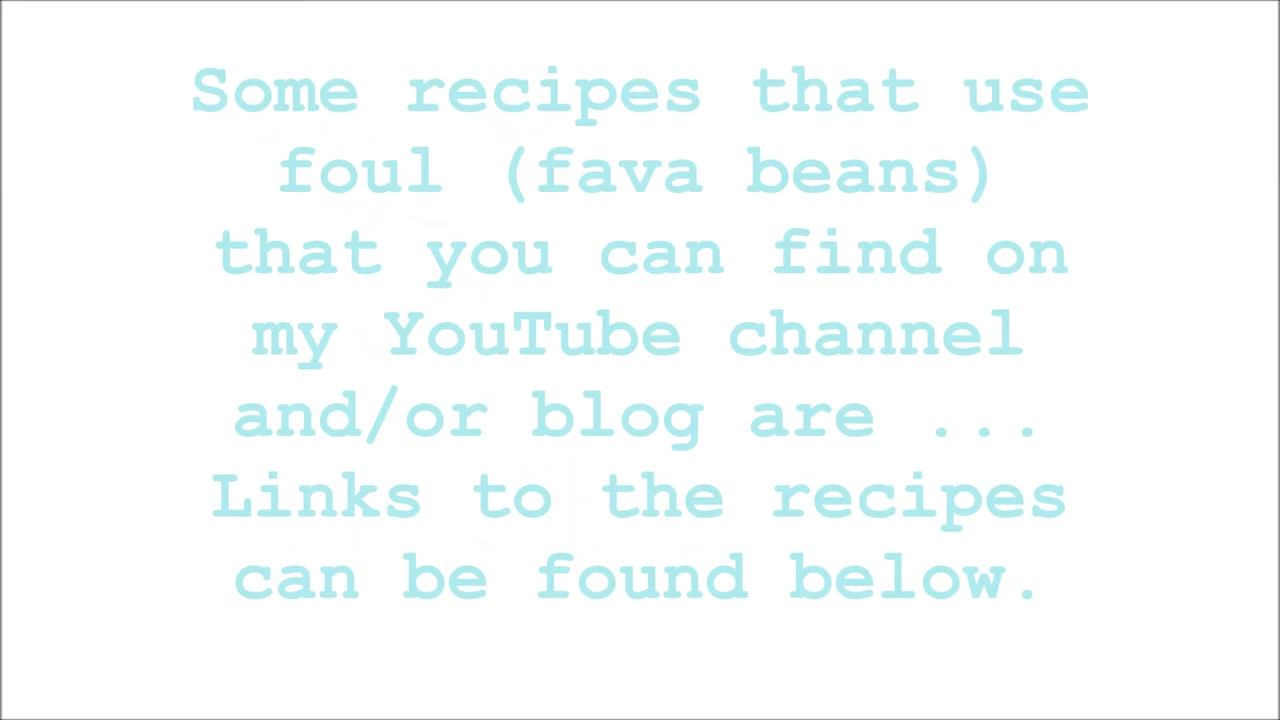 Some recipes that use
foul (fava beans)
that you can find on
my YouTube channel
and/or blog are ...
Links to the recipes
can be found below.